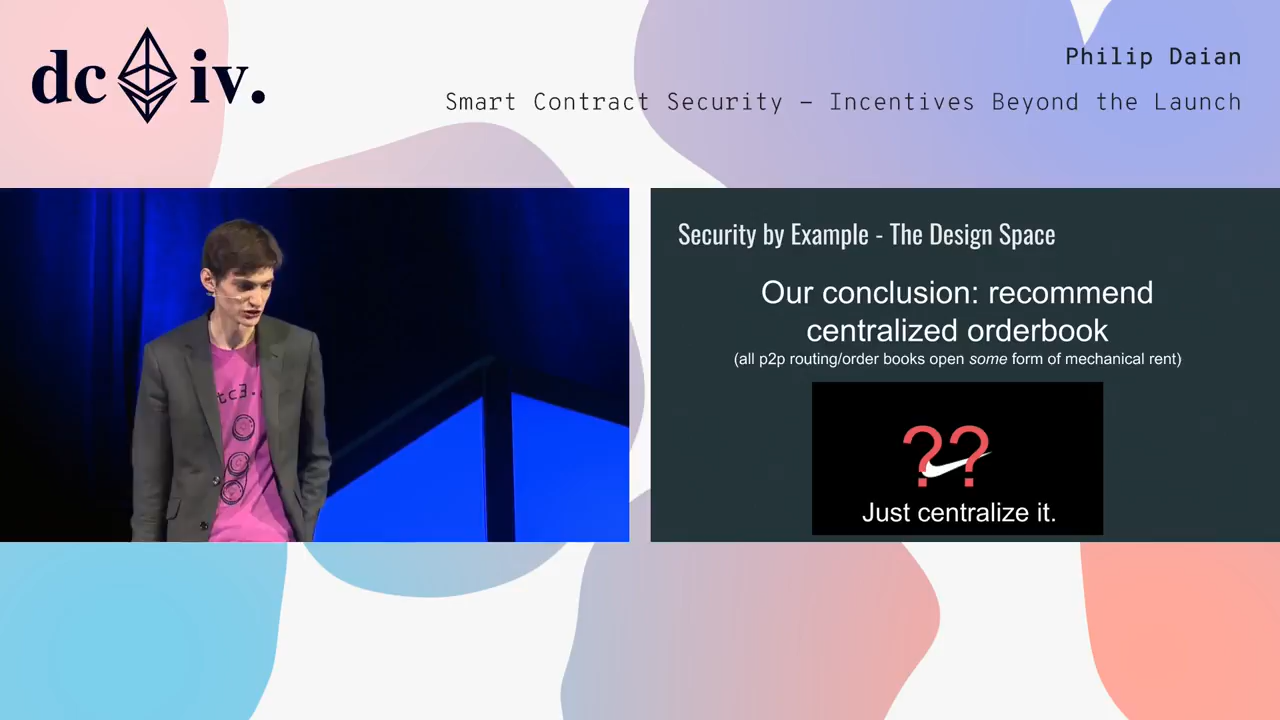 dc iv.
Philip Daian
Smart Contract Security – Incentives Beyond the Launch
tc3.
Security by Example - The Design Space
Our conclusion: recommend
centralized orderbook
(all p2p routing/order books open some form of mechanical rent)
??
Just centralize it.